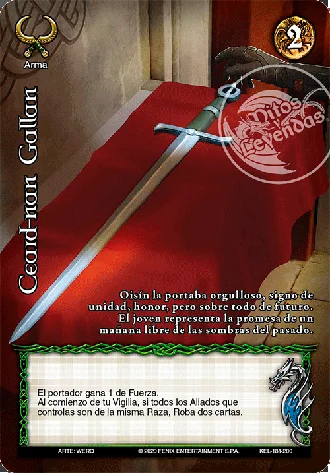 Arma
2
Mitos y Leyendas
Ceard-nan Gallan
Oisín la portaba orgulloso, signo de
unidad, honor, pero sobre todo de futuro.
El joven representa la promesa de un
mañana libre de las sombras del pasado.
El portador gana 1 de Fuerza.
Al comienzo de tu Vigilia, si todos los Aliados que
controlas son de la misma Raza, Roba dos cartas.
ARTE: WERO
© 2020 FENIX ENTERTAINMENT S.P.A.